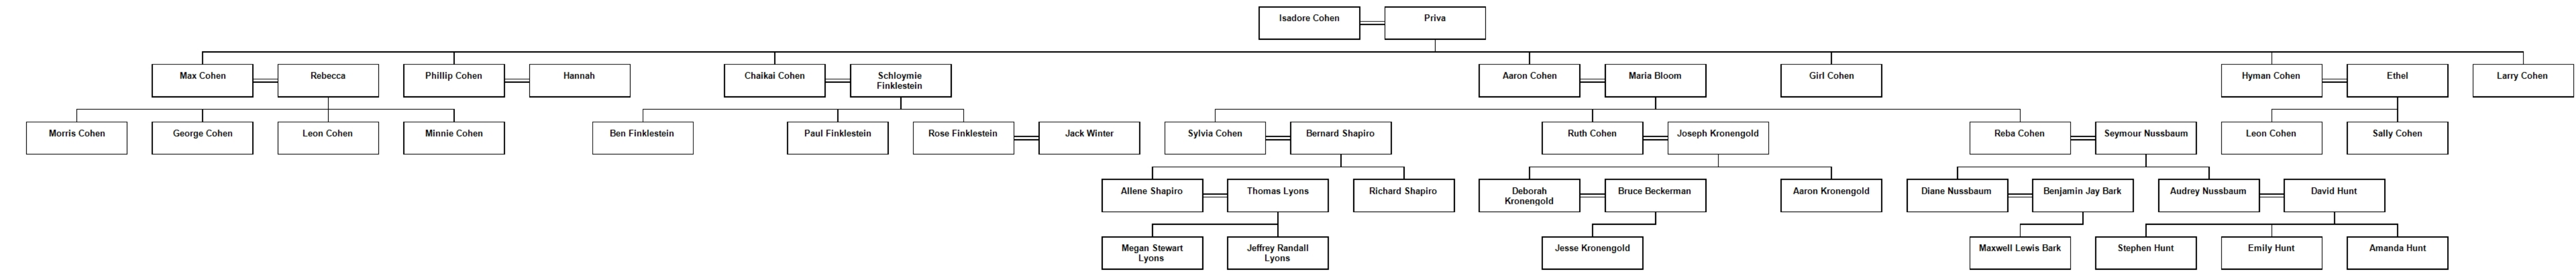 Isadore Cohen
Priva
Max Cohen
Rebecca
Phillip Cohen
Hannah
Chaikai Cohen
Schloymie
Finklestein
Aaron Cohen
Maria Bloom
Girl Cohen
Hyman Cohen
Ethel
Larry Cohen
Morris Cohen
George Cohen
Leon Cohen
Minnie Cohen
Ben Finklestein
Paul Finklestein
Rose Finklestein
Jack Winter
Sylvia Cohen
Bernard Shapiro
Ruth Cohen
Joseph Kronengold
Reba Cohen
Seymour Nussbaum
Leon Cohen
Sally Cohen
Allene Shapiro
Thomas Lyons
Richard Shapiro
Deborah
Kronengold
Bruce Beckerman
Aaron Kronengold
Diane Nussbaum
Benjamin Jay Bark
Audrey Nussbaum
David Hunt
Megan Stewart
Lyons
Jeffrey Randall
Lyons
Jesse Kronengold
Maxwell Lewis Bark
Stephen Hunt
Emily Hunt
Amanda Hunt